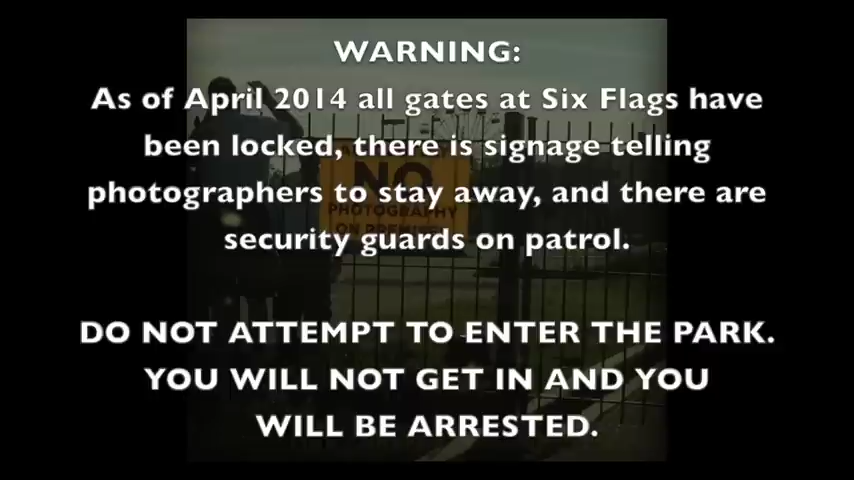 WARNING:
As of April 2014 all gates at Six Flags have
been locked, there is signage telling
photographers to stay away, and there are
security guards on patrol.
DO NOT ATTEMPT TO ENTER THE PARK.
YOU WILL NOT GET IN AND YOU
WILL BE ARRESTED.
NO
PHOTOGRAPHY
ON PREMISES